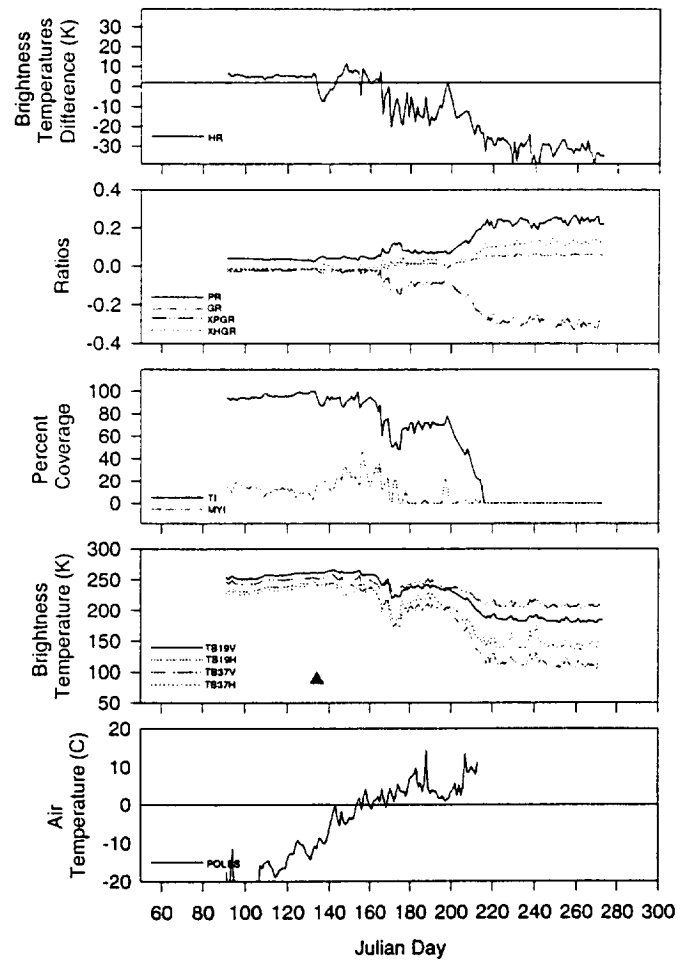 Brightness
Temperatures
Difference (K)
30
20
10
0
-10
-20
-30
HR
Ratios
0.4
0.2
0.0
-0.2
-0.4
PR
GR
XPGR
XHGR
Percent
Coverage
100
80
60
40
20
0
TI
MYI
Brightness
Temperature (K)
300
250
200
150
100
50
TB19V
TB19H
TB37V
TB37H
Air
Temperature (C)
20
10
0
-10
-20
POLES
60 80 100 120 140 160 180 200 220 240 260 280 300
Julian Day